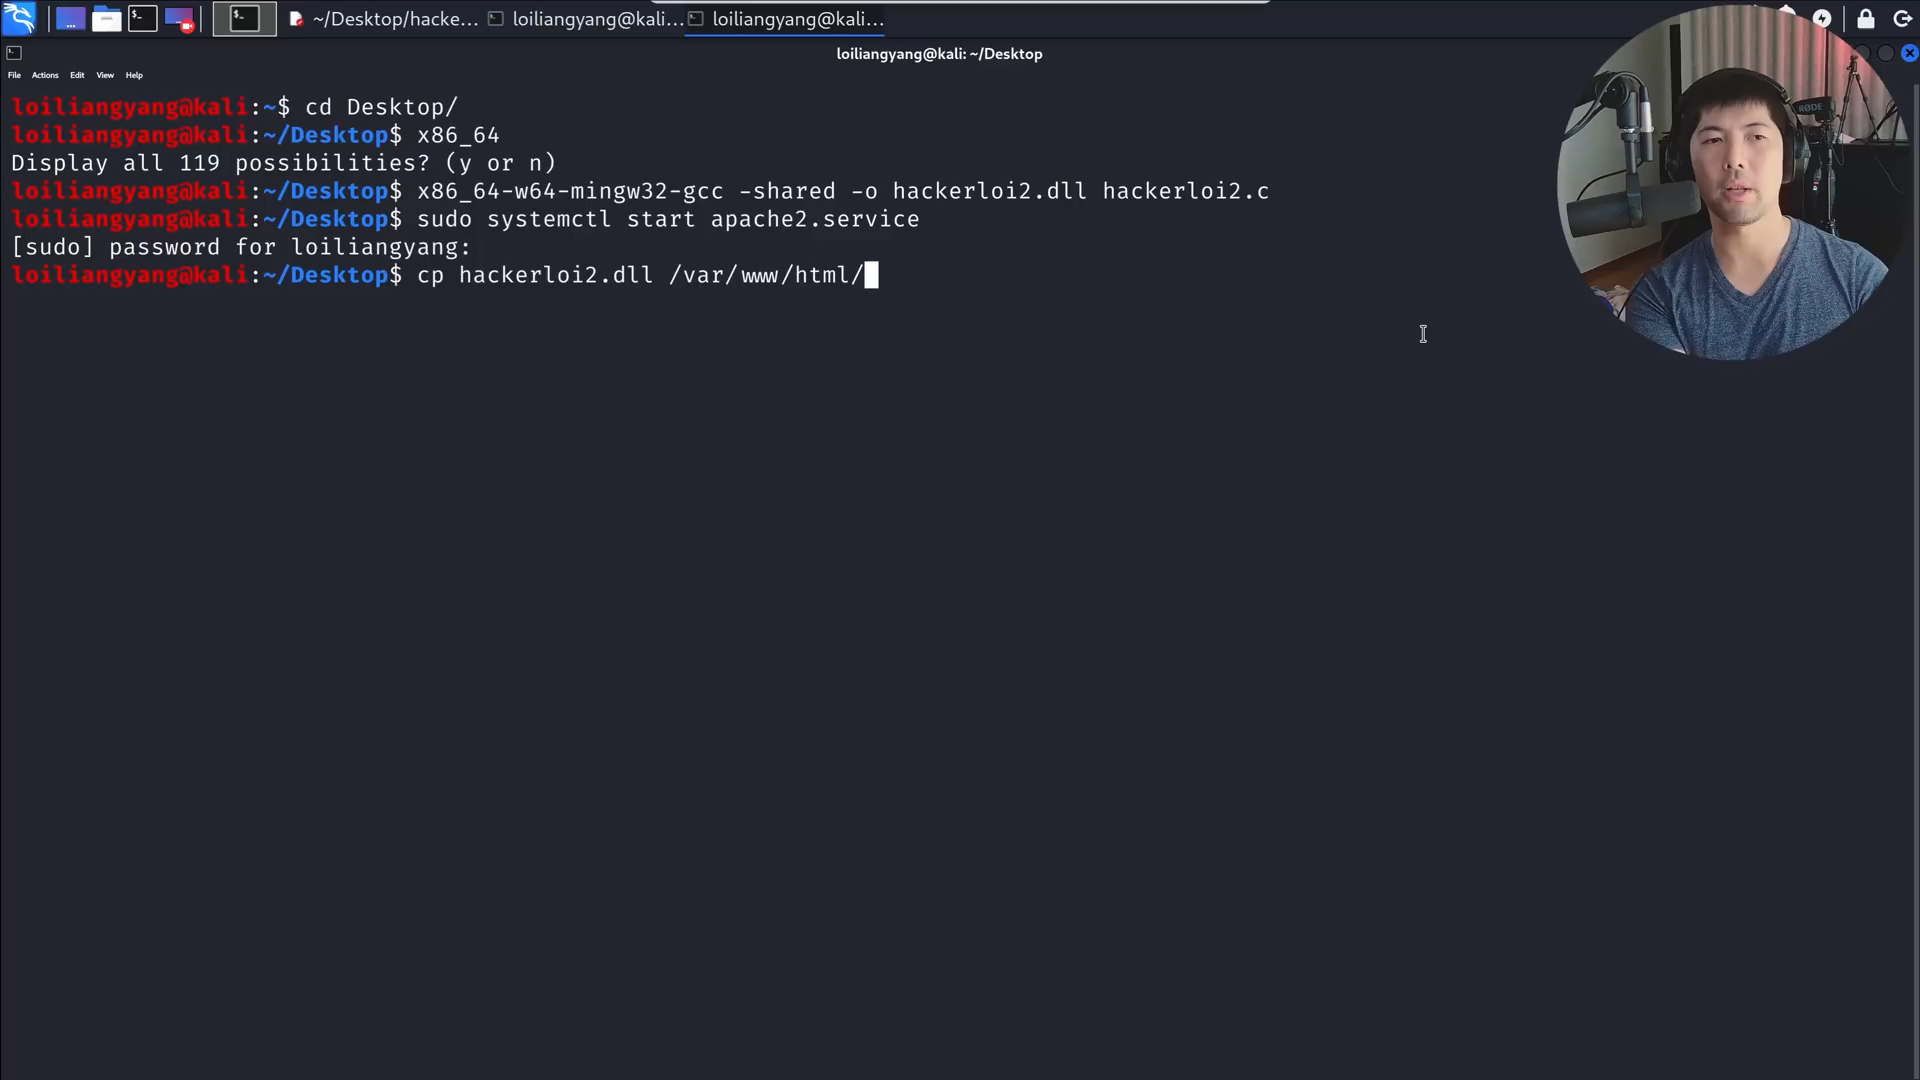 ~/Desktop/hacke...
loiliangyang@kali...
loiliangyang@kali...
loiliangyang@kali: ~/Desktop
File Actions Edit View Help
loiliangyang@kali:~$ cd Desktop/
loiliangyang@kali:~/Desktop$ x86_64
Display all 119 possibilities? (y or n)
loiliangyang@kali:~/Desktop$ x86_64-w64-mingw32-gcc -shared -o hackerloi2.dll hackerloi2.c
loiliangyang@kali:~/Desktop$ sudo systemctl start apache2.service
[sudo] password for loiliangyang:
loiliangyang@kali:~/Desktop$ cp hackerloi2.dll /var/www/html/
RØDE